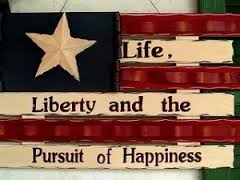 Life,
Liberty and the
Pursuit of Happiness